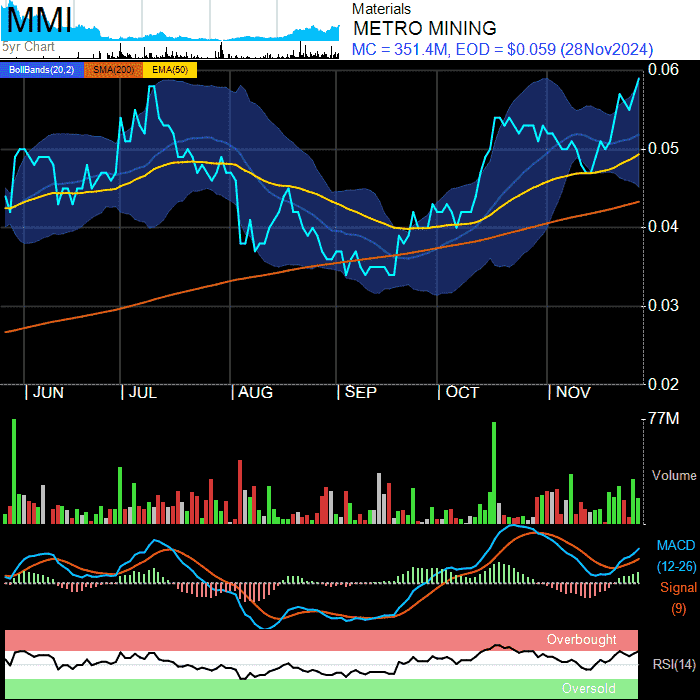 MMI
5yr Chart
Materials
METRO MINING
MC = 351.4M, EOD = $0.059 (28Nov2024)
BollBands(20,2) SMA(200) EMA(50)
0.06
0.05
0.04
0.03
0.02
JUN JUL AUG SEP OCT NOV
77M
Volume
MACD
(12-26)
Signal
(9)
Overbought
RSI(14)
Oversold